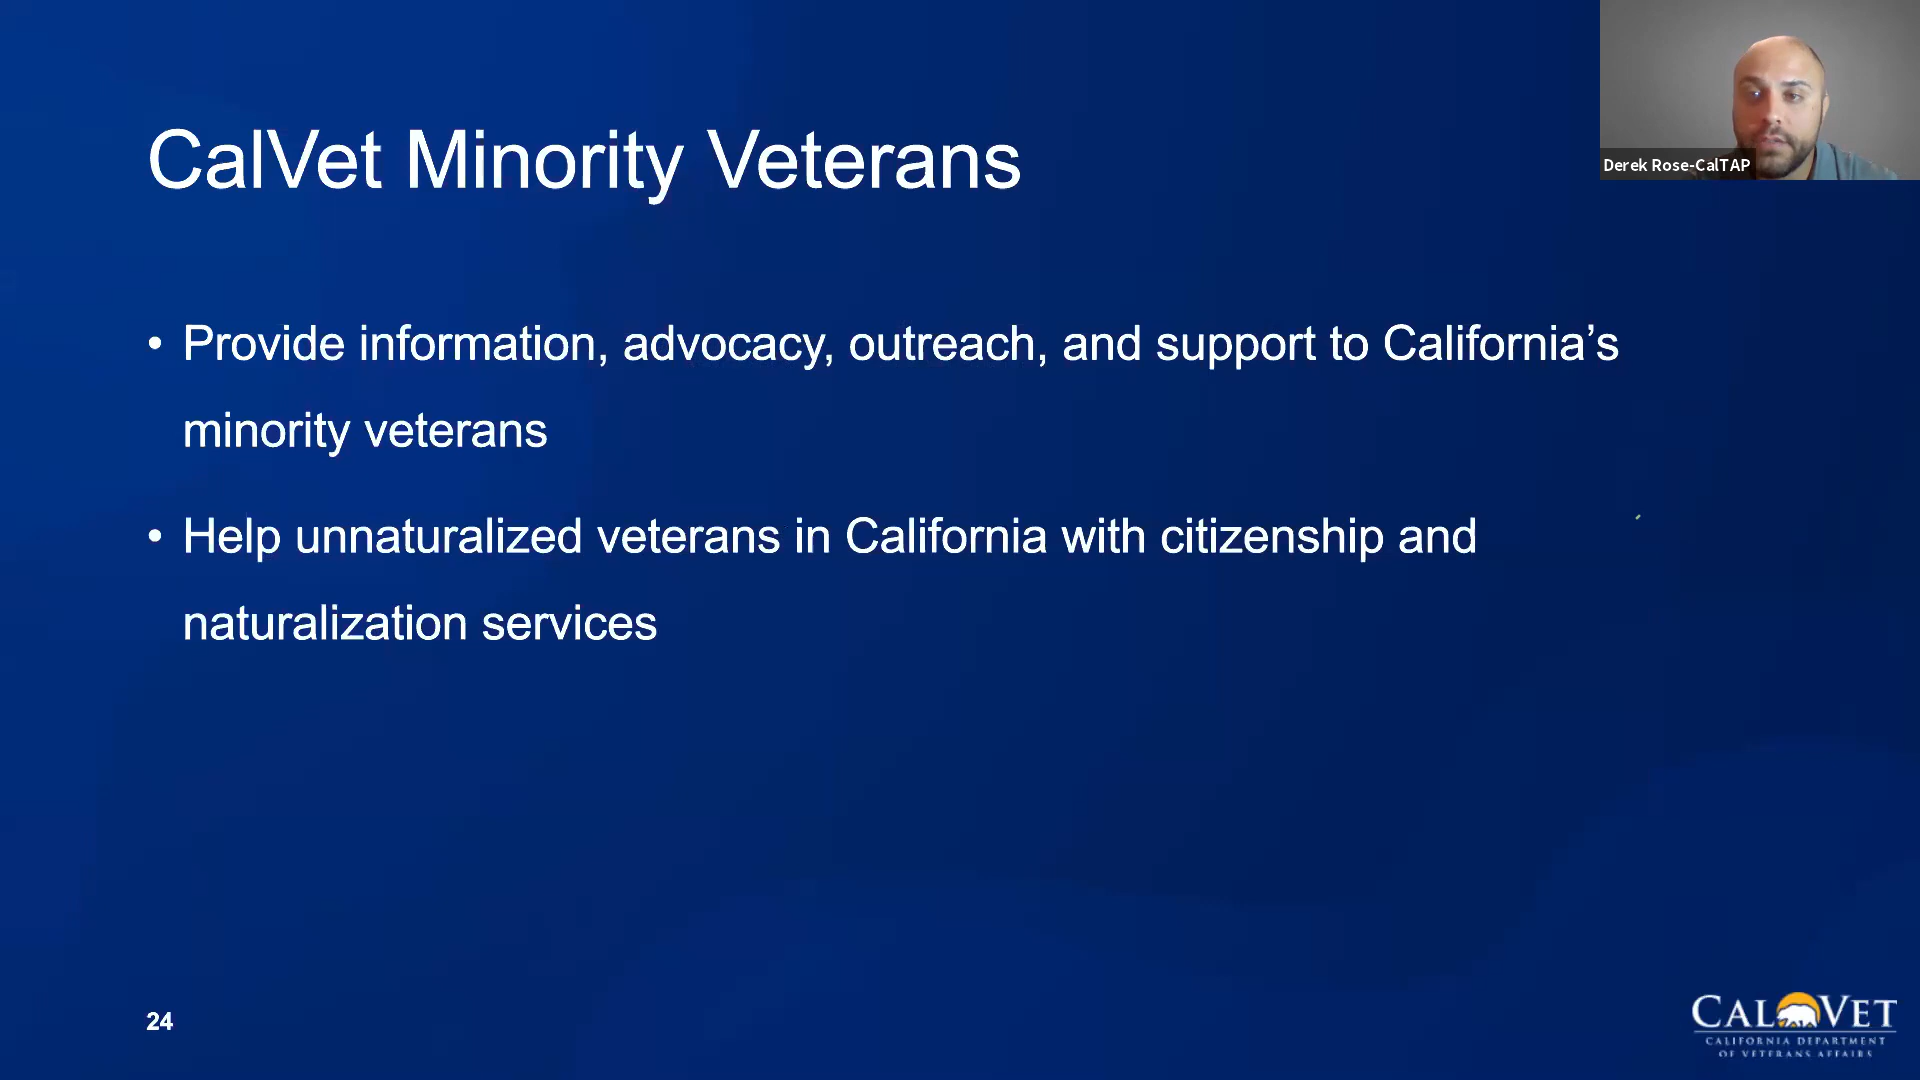 CalVet Minority Veterans
Derek Rose-CalTAP
• Provide information, advocacy, outreach, and support to California’s
minority veterans
• Help unnaturalized veterans in California with citizenship and
naturalization services
24
CALVET
CALIFORNIA DEPARTMENT
OF VETERANS AFFAIRS